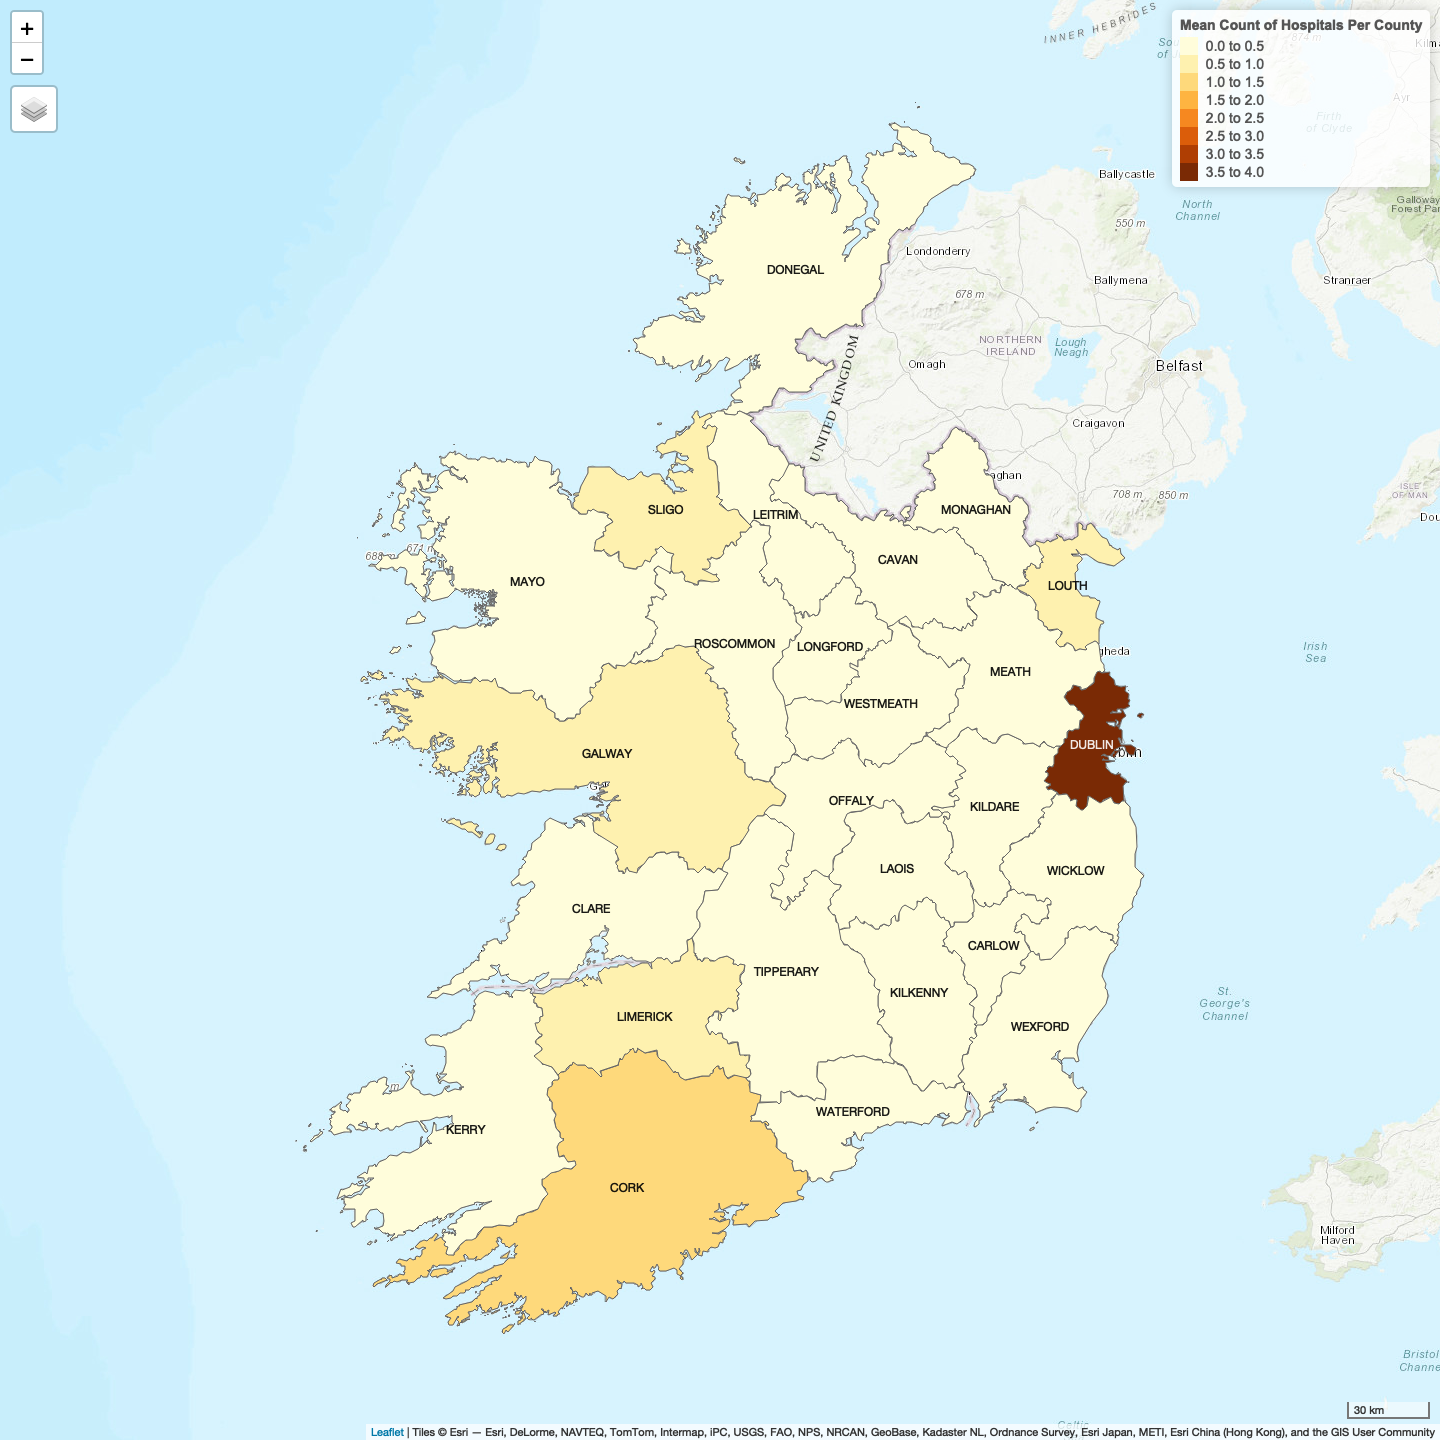 +
−
INNER HEBRIDES
Mean Count of Hospitals Per County
0.0 to 0.5
0.5 to 1.0
1.0 to 1.5
1.5 to 2.0
2.0 to 2.5
2.5 to 3.0
3.0 to 3.5
3.5 to 4.0
Ayr
Firth
of Clyde
Ballycastle
North
Channel
Galloway
550 m
Londonderry
DONEGAL
Ballymena
Stranraer
678 m
NORTHERN
IRELAND
Lough
Neagh
Omagh
Belfast
UNITED KINGDOM
Craigavon
aghan
708 m
850 m
ISLE
OF MAN
Dou
SLIGO
LEITRIM
MONAGHAN
671 m
CAVAN
MAYO
LOUTH
ROSCOMMON
LONGFORD
gheda
Irish
Sea
MEATH
WESTMEATH
GALWAY
DUBLIN
OFFALY
KILDARE
LAOIS
WICKLOW
CLARE
CARLOW
TIPPERARY
KILKENNY
LIMERICK
WEXFORD
St.
George's
Channel
m
WATERFORD
KERRY
CORK
Milford
Haven
Bristol
Channe
30 km
Celtic
Leaflet | Tiles © Esri — Esri, DeLorme, NAVTEQ, TomTom, Intermap, iPC, USGS, FAO, NPS, NRCAN, GeoBase, Kadaster NL, Ordnance Survey, Esri Japan, METI, Esri China (Hong Kong), and the GIS User Community